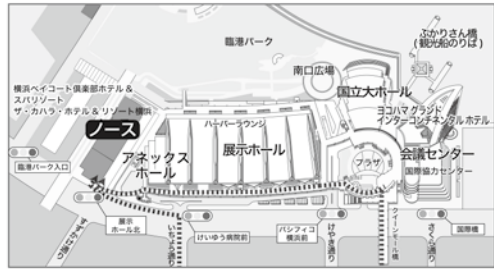 臨港パーク
ぷかりさん橋
(観光船のりば)
南口広場
国立大ホール
横浜ベイコート倶楽部ホテル &
スパリゾート
ザ・カハラ・ホテル & リゾート横浜
ヨコハマ グランド
インターコンチネンタル ホテル
ノース
ハーバーラウンジ
アネックス
ホール
展示ホール
プラザ
会議センター
国際協力センター
臨港パーク入口
展示
ホール北
けいゆう病院前
パシフィコ
横浜前
国際橋
すずかけ通り
いちょう通り
けやき通り
クイーンモール橋
さくら通り